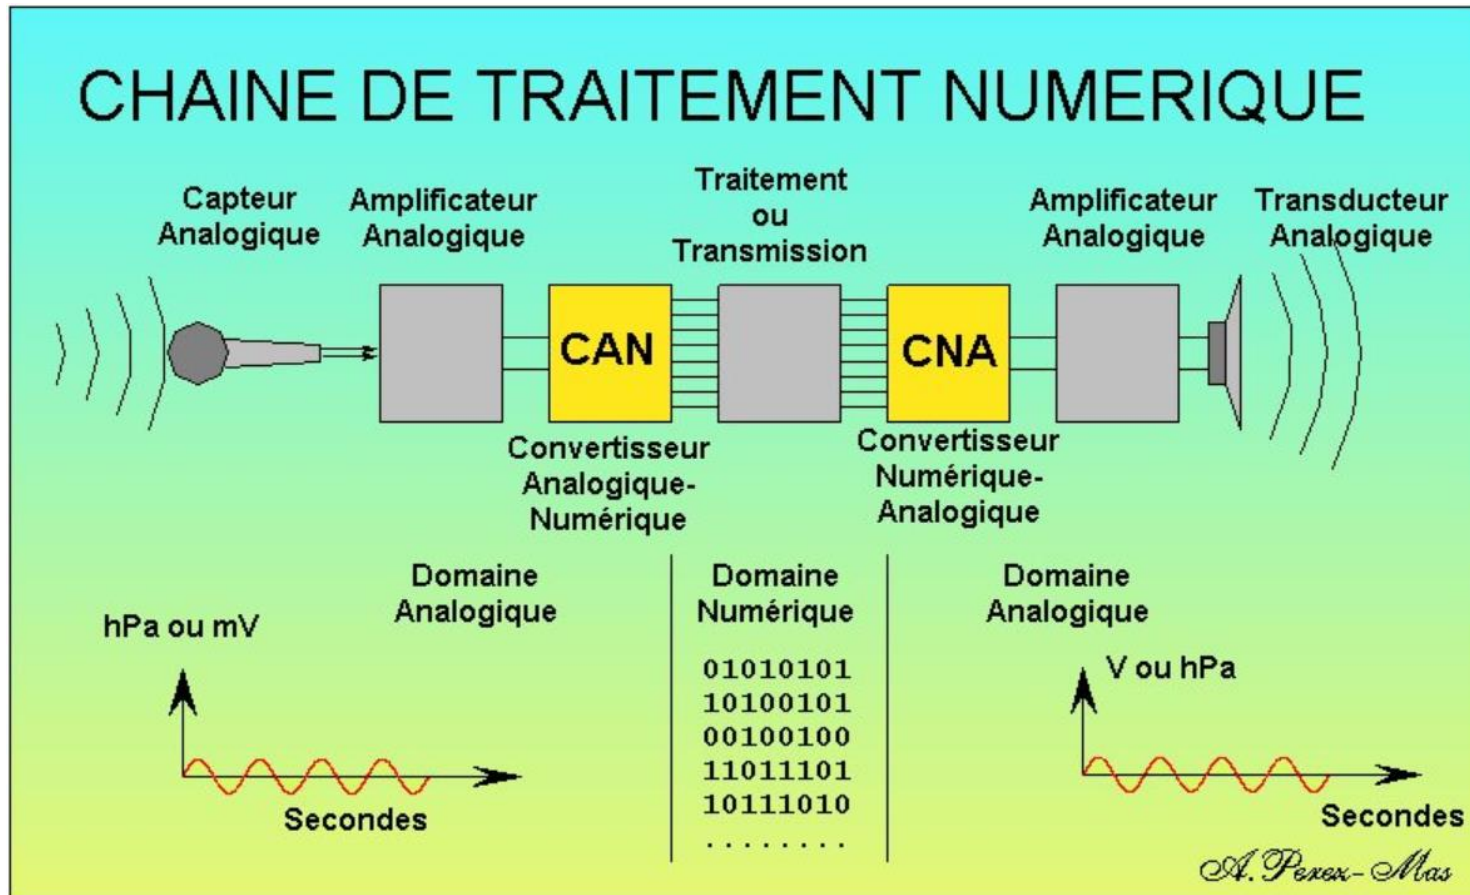 CHAINE DE TRAITEMENT NUMERIQUE
Capteur
Analogique
Amplificateur
Analogique
Traitement
ou
Transmission
Amplificateur
Analogique
Transducteur
Analogique
CAN
CNA
Convertisseur
Analogique-
Numérique
Convertisseur
Numérique-
Analogique
Domaine
Analogique
Domaine
Numérique
Domaine
Analogique
hPa ou mV
Secondes
01010101
10100101
00100100
11011101
10111010
. . . . . . . .
V ou hPa
Secondes
A. Perez-Mas